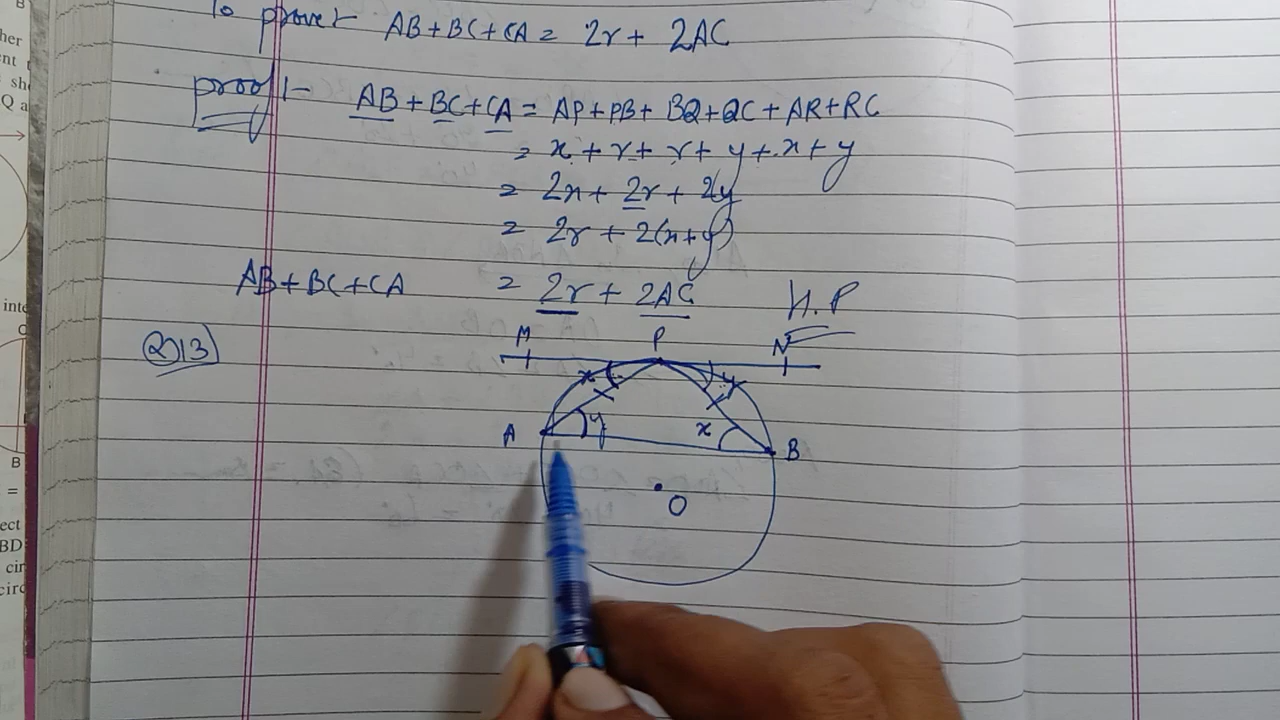 To prove:- AB+BC+CA = 2r + 2AC
proof:- AB + BC + CA = AP+PB+ BQ+QC + AR+RC
= x + r + r + y + x + y
= 2x + 2r + 2y
= 2r + 2(x+y)
AB+BC+CA = 2r + 2AC H.P
Q13
M P N
x y
A y x B
O